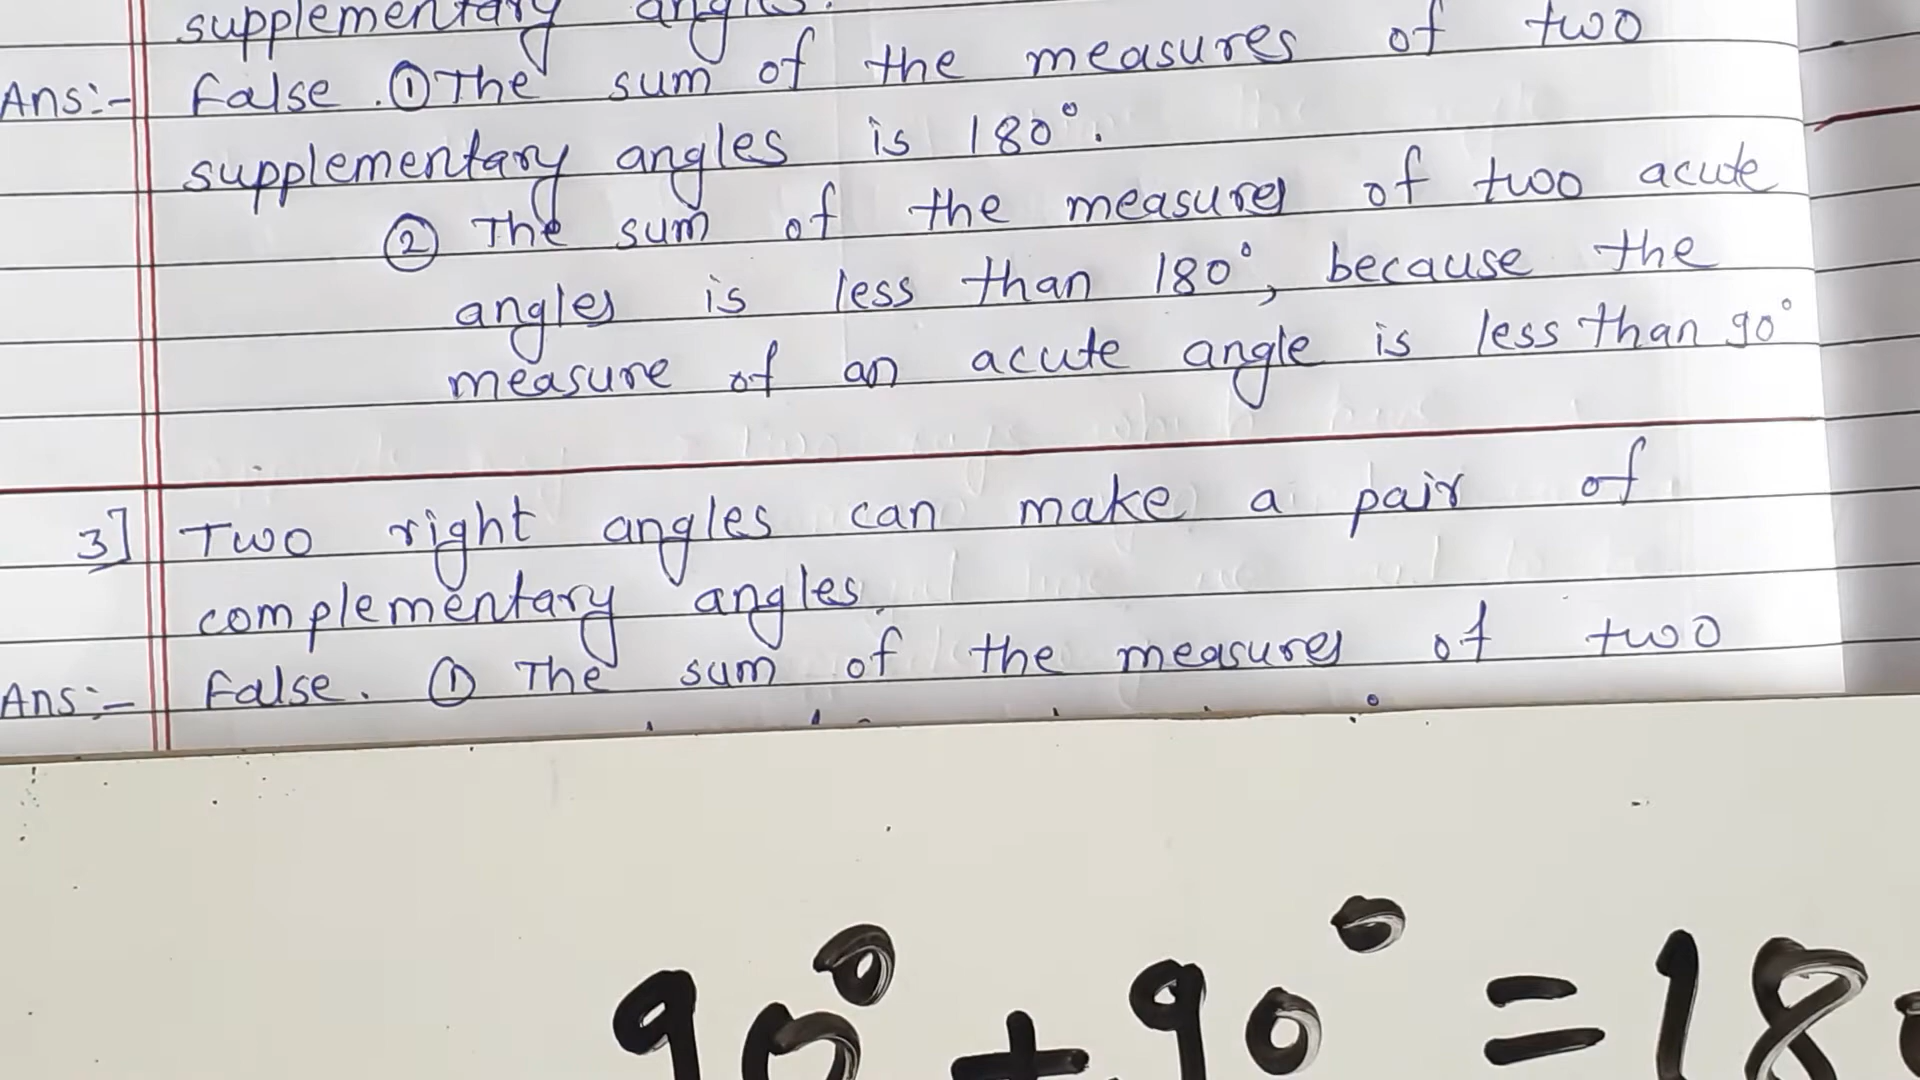 supplementary angles.
Ans:- False. ① The sum of the measures of two
supplementary angles is 180°.
② The sum of the measures of two acute
angles is less than 180°, because the
measure of an acute angle is less than 90°
3] Two right angles can make a pair of
complementary angles.
Ans:- False. ① The sum of the measures of two
90° + 90° = 180